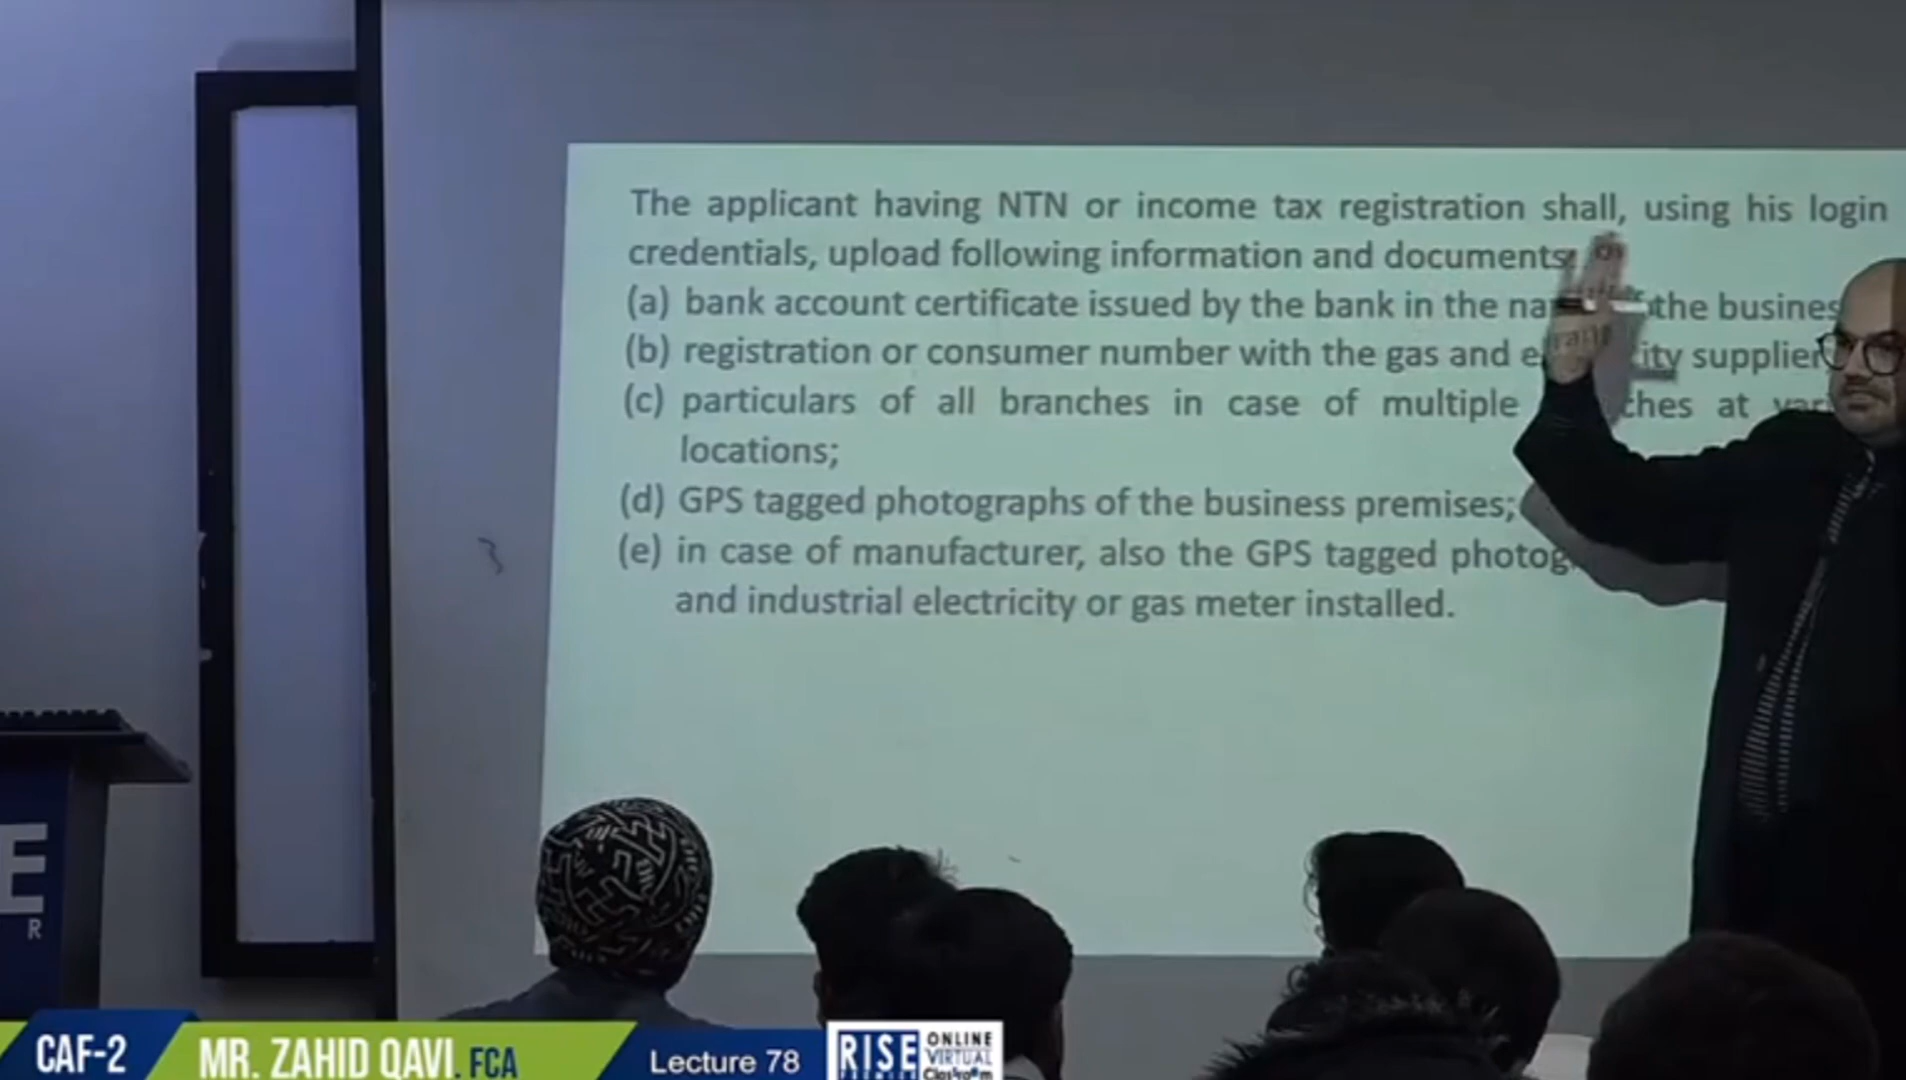 The applicant having NTN or income tax registration shall, using his login
credentials, upload following information and documents:
(a) bank account certificate issued by the bank in the the
(b) registration or consumer number with the gas and
(c) particulars of all branches in case of multiple at
locations;
(d) GPS tagged photographs of the business premises;
(e) in case of manufacturer, also the GPS tagged
and industrial electricity or gas meter installed.
E
R
CAF-2
MR. ZAHID QAVI, FCA
Lecture 78
RISE
ONLINE
VIRTUAL